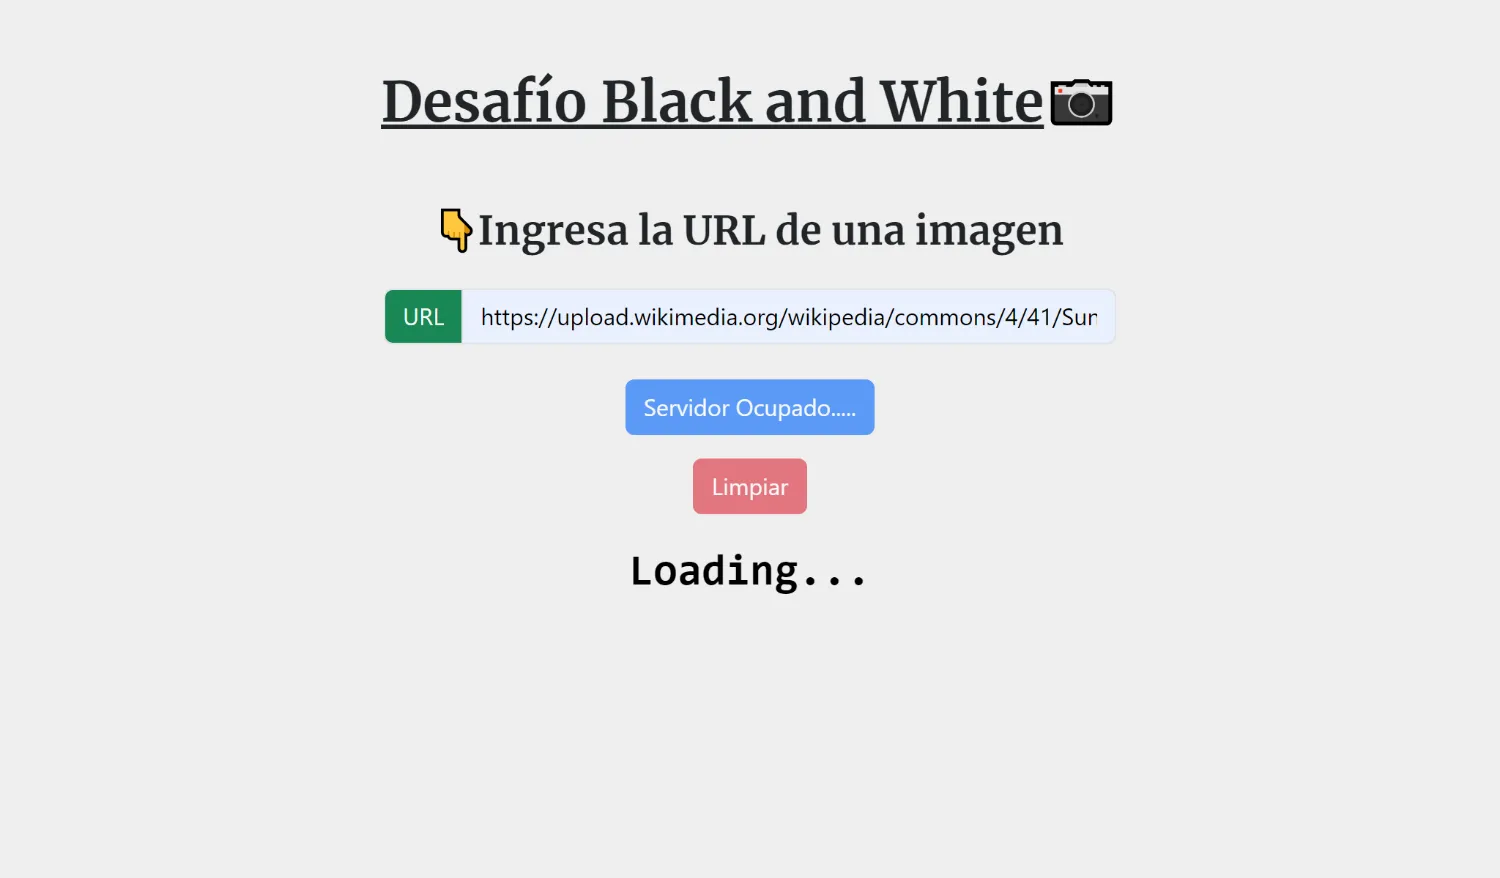 Desafío Black and White
Ingresa la URL de una imagen
URL https://upload.wikimedia.org/wikipedia/commons/4/41/Sun
Servidor Ocupado.....
Limpiar
Loading...